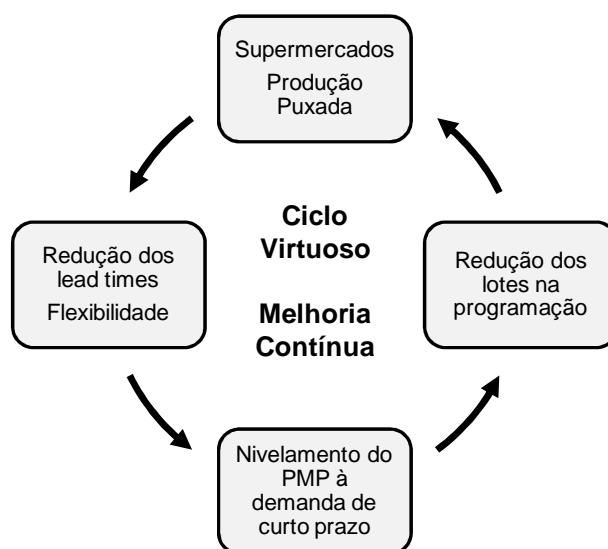 Supermercados
Produção
Puxada
Ciclo
Virtuoso
Melhoria
Contínua
Redução dos
lead times
Flexibilidade
Redução dos
lotes na
programação
Nivelamento do
PMP à
demanda de
curto prazo